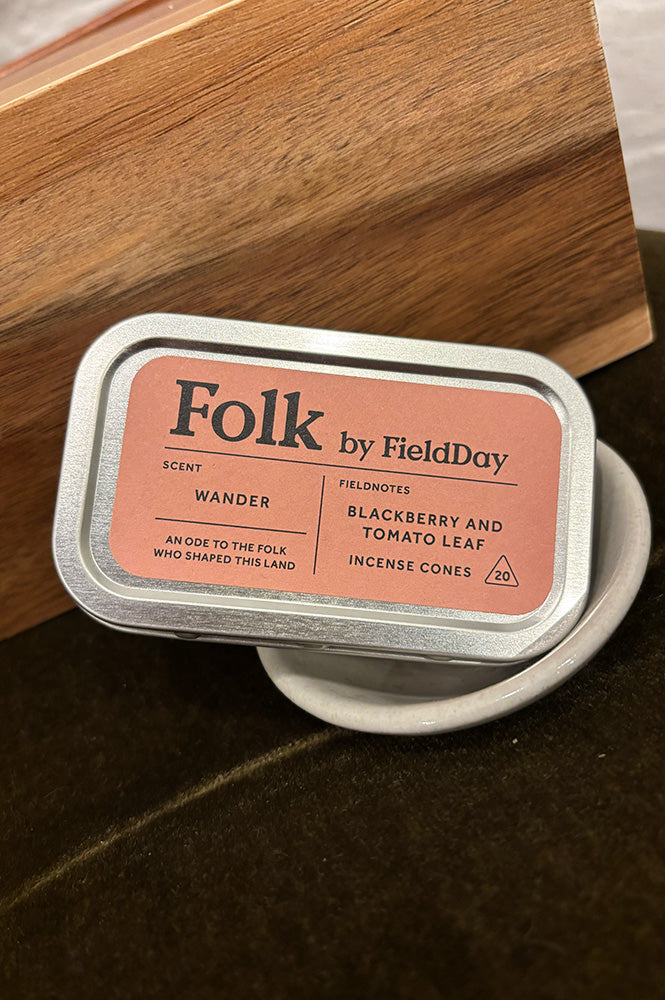 Folk by FieldDay
SCENT
WANDER
AN ODE TO THE FOLK
WHO SHAPED THIS LAND
FIELDNOTES
BLACKBERRY AND
TOMATO LEAF
INCENSE CONES 20